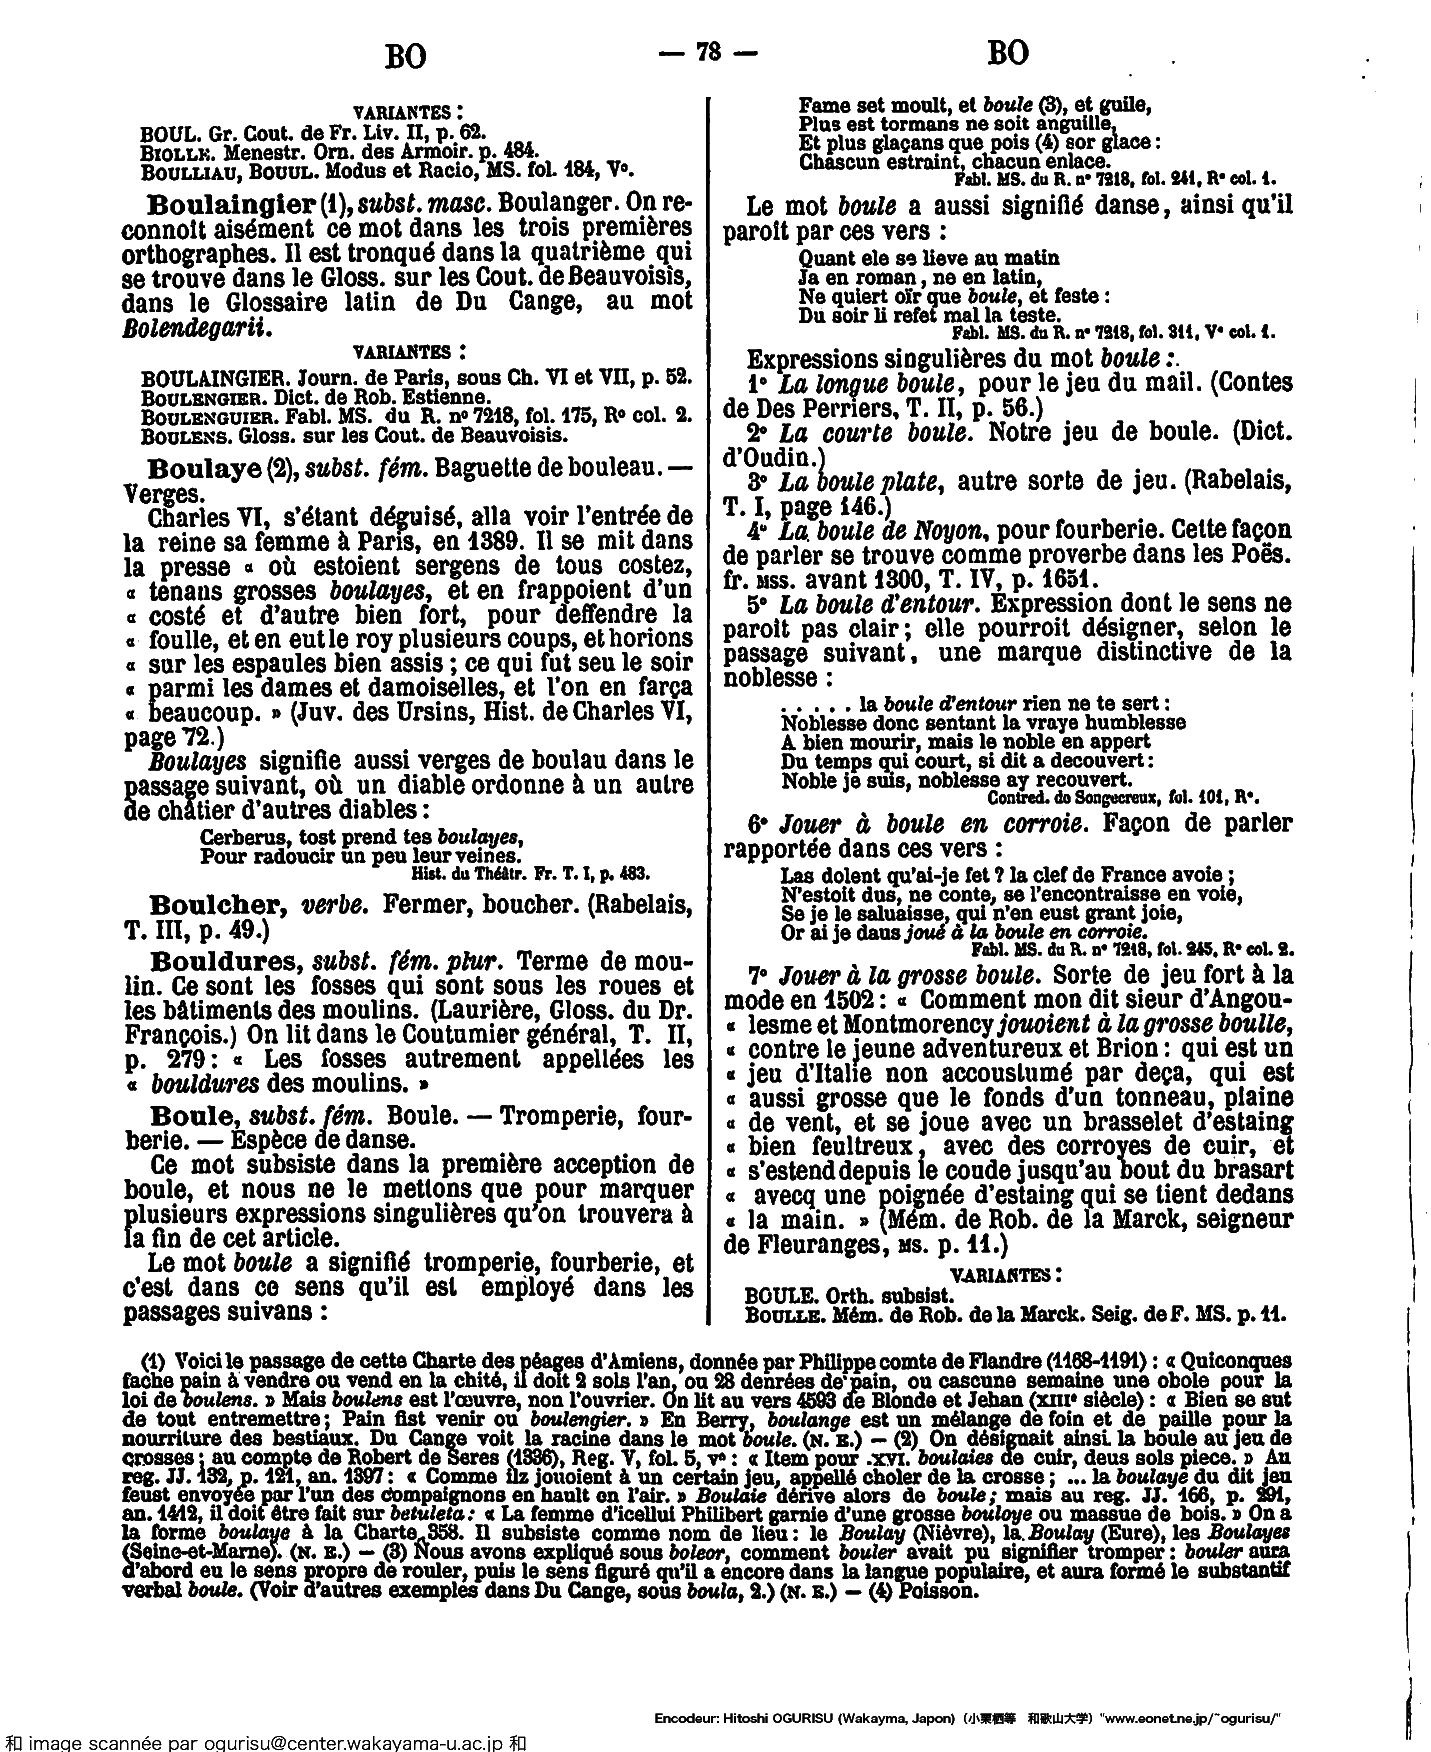 BO — 78 — BO
VARIANTES :
BOUL. Gr. Cout. de Fr. Liv. II, p. 62.
BIOLLE. Menestr. Orn. des Armoir. p. 484.
BOULLIAU, BOUUL. Modus et Racio, MS. fol. 184, Vº.
Boulaingier (1), subst. masc. Boulanger. On re-
connoit aisément ce mot dans les trois premières
orthographes. Il est tronqué dans la quatrième qui
se trouve dans le Gloss. sur les Cout. de Beauvoisis,
dans le Glossaire latin de Du Cange, au mot
Bolendegarii.
VARIANTES :
BOULAINGIER. Journ. de Paris, sous Ch. VI et VII, p. 52.
BOULENGIER. Dict. de Rob. Estienne.
BOULENGUIER. Fabl. MS. du R. nº 7218, fol. 175, Rº col. 2.
BOULENS. Gloss. sur les Cout. de Beauvoisis.
Boulaye (2), subst. fém. Baguette de bouleau. —
Verges.
Charles VI, s'étant déguisé, alla voir l'entrée de
la reine sa femme à Paris, en 1389. Il se mit dans
la presse « où estoient sergens de tous costez,
« tenans grosses boulayes, et en frappoient d'un
« costé et d'autre bien fort, pour deffendre la
« foulle, et en eut le roy plusieurs coups, et horions
« sur les espaules bien assis ; ce qui fut seu le soir
« parmi les dames et damoiselles, et l'on en farça
« beaucoup. » (Juv. des Ursins, Hist. de Charles VI,
page 72.)
Boulayes signifie aussi verges de boulau dans le
passage suivant, où un diable ordonne à un autre
de châtier d'autres diables :
Cerberus, tost prend tes boulayes,
Pour radoucir un peu leur veines.
Hist. du Théâtr. Fr. T. I, p. 483.
Boulcher, verbe. Fermer, boucher. (Rabelais,
T. III, p. 49.)
Bouldures, subst. fém. plur. Terme de mou-
lin. Ce sont les fosses qui sont sous les roues et
les bâtiments des moulins. (Laurière, Gloss. du Dr.
François.) On lit dans le Coutumier général, T. II,
p. 279 : « Les fosses autrement appellées les
« bouldures des moulins. »
Boule, subst. fém. Boule. — Tromperie, four-
berie. — Espèce de danse.
Ce mot subsiste dans la première acception de
boule, et nous ne le mettons que pour marquer
plusieurs expressions singulières qu'on trouvera à
la fin de cet article.
Le mot boule a signifié tromperie, fourberie, et
c'est dans ce sens qu'il est employé dans les
passages suivans :
Fame set moult, et boule (3), et guile,
Plus est tormans ne soit anguille,
Et plus glaçans que pois (4) sor glace :
Chascun estraint, chacun enlace.
Fabl. MS. du R. nº 7218, fol. 241, Rº col. 1.
Le mot boule a aussi signifié danse, ainsi qu'il
paroit par ces vers :
Quant ele se lieve au matin
Ja en roman, ne en latin,
Ne quiert oïr que boule, et feste :
Du soir li refet mal la teste.
Fabl. MS. du R. nº 7218, fol. 311, Vº col. 1.
Expressions singulières du mot boule :
1º La longue boule, pour le jeu du mail. (Contes
de Des Perriers, T. II, p. 56.)
2º La courte boule. Notre jeu de boule. (Dict.
d'Oudin.)
3º La boule plate, autre sorte de jeu. (Rabelais,
T. I, page 146.)
4º La boule de Noyon, pour fourberie. Cette façon
de parler se trouve comme proverbe dans les Poës.
fr. MSS. avant 1300, T. IV, p. 1651.
5º La boule d'entour. Expression dont le sens ne
paroit pas clair ; elle pourroit désigner, selon le
passage suivant, une marque distinctive de la
noblesse :
. . . . . la boule d'entour rien ne te sert :
Noblesse donc sentant la vraye humblesse
A bien mourir, mais le noble en appert
Du temps qui court, si dit a decouvert :
Noble je suis, noblesse ay recouvert.
Contred. de Songecreux, fol. 101, Rº.
6º Jouer à boule en corroie. Façon de parler
rapportée dans ces vers :
Las dolent qu'ai-je fet ? la clef de France avoie ;
N'estoit dus, ne conte, se l'encontraisse en voie,
Se je le saluaisse, qui n'en eust grant joie,
Or ai je daus joué à la boule en corroie.
Fabl. MS. du R. nº 7218, fol. 245, Rº col. 2.
7º Jouer à la grosse boule. Sorte de jeu fort à la
mode en 1502 : « Comment mon dit sieur d'Angou-
« lesme et Montmorency jouoient à la grosse boulle,
« contre le jeune adventureux et Brion : qui est un
« jeu d'Italie non accoustumé par deça, qui est
« aussi grosse que le fonds d'un tonneau, plaine
« de vent, et se joue avec un brasselet d'estaing
« bien feultreux, avec des corroyes de cuir, et
« s'estend depuis le coude jusqu'au bout du brasart
« avecq une poignée d'estaing qui se tient dedans
« la main. » (Mém. de Rob. de la Marck, seigneur
de Fleuranges, MS. p. 11.)
VARIANTES :
BOULE. Orth. subsist.
BOULLE. Mém. de Rob. de la Marck. Seig. de F. MS. p. 11.
(1) Voici le passage de cette Charte des péages d'Amiens, donnée par Philippe comte de Flandre (1168-1191) : « Quiconques
fache pain à vendre ou vend en la chité, il doit 2 sols l'an, ou 28 denrées de pain, ou cascune semaine une obole pour la
loi de boulens. » Mais boulens est l'œuvre, non l'ouvrier. On lit au vers 4593 de Blonde et Jehan (XIIIe siècle) : « Bien se sut
de tout entremettre ; Pain fist venir ou boulengier. » En Berry, boulange est un mélange de foin et de paille pour la
nourriture des bestiaux. Du Cange voit la racine dans le mot boule. (N. E.) — (2) On désignait ainsi la boule au jeu de
crosses ; au compte de Robert de Seres (1336), Reg. V, fol. 5, vº : « Item pour .XVI. boulaies de cuir, deus sols piece. » Au
reg. JJ. 132, p. 121, an. 1397 : « Comme ilz jouoient à un certain jeu, appellé choler de la crosse ; ... la boulaye du dit jeu
feust envoyée par l'un des compaignons en hault en l'air. » Boulaie dérive alors de boule ; mais au reg. JJ. 166, p. 291,
an. 1412, il doit être fait sur betuleta : « La femme d'icellui Philibert garnie d'une grosse bouloye ou massue de bois. » On a
la forme boulaye à la Charte 358. Il subsiste comme nom de lieu : le Boulay (Nièvre), la Boulay (Eure), les Boulayes
(Seine-et-Marne). (N. E.) — (3) Nous avons expliqué sous boleor, comment bouler avait pu signifier tromper : bouler aura
d'abord eu le sens propre de rouler, puis le sens figuré qu'il a encore dans la langue populaire, et aura formé le substantif
verbal boule. (Voir d'autres exemples dans Du Cange, sous boula, 2.) (N. E.) — (4) Poisson.
Encodeur: Hitoshi OGURISU (Wakayma, Japon) (小栗栖等 和歌山大学) "www.eonet.ne.jp/~ogurisu/"
和 image scannée par ogurisu@center.wakayama-u.ac.jp 和